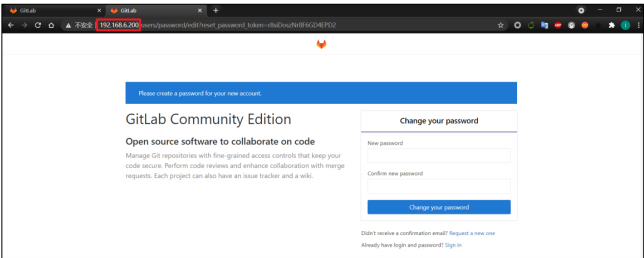 GitLab
GitLab
不安全
192.168.6.200/users/password/edit?reset_password_token=
Please create a password for your new account.
GitLab Community Edition
Open source software to collaborate on code
Manage Git repositories with fine-grained access controls that keep your
code secure. Perform code reviews and enhance collaboration with merge
requests. Each project can also have an issue tracker and a wiki.
Change your password
New password
Confirm new password
Change your password
Didn't receive a confirmation email? Request a new one
Already have login and password? Sign in